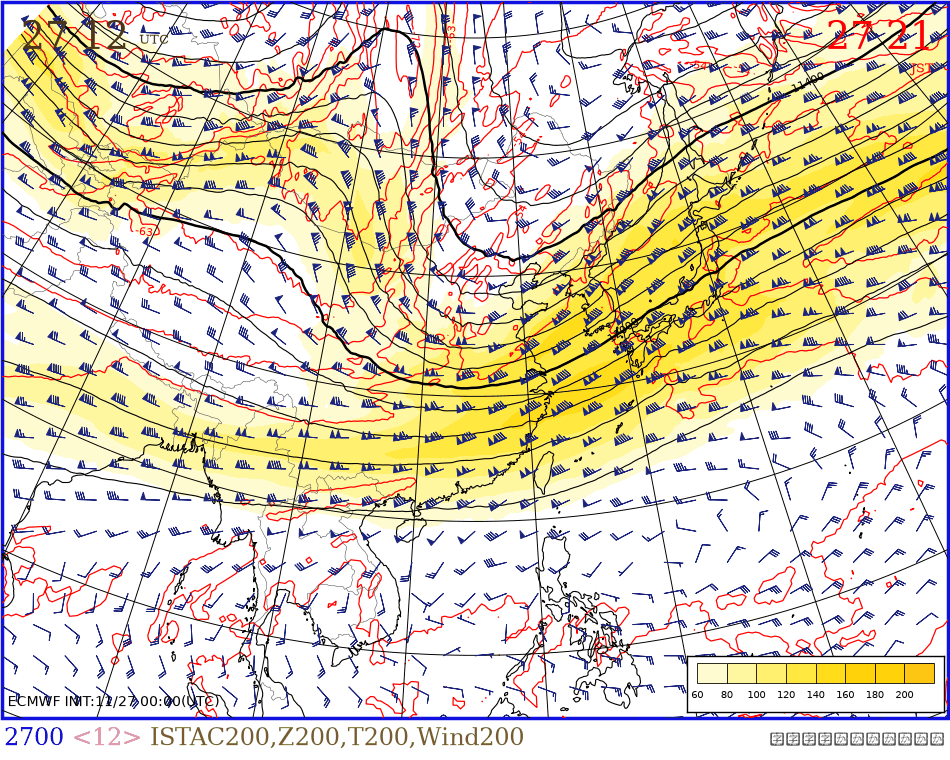 27 12 UTC
27 21
JST
11400
-63
ECMWF INIT:11/27 00:00(UTC)
60 80 100 120 140 160 180 200
2700 <12> ISTAC200,Z200,T200,Wind200